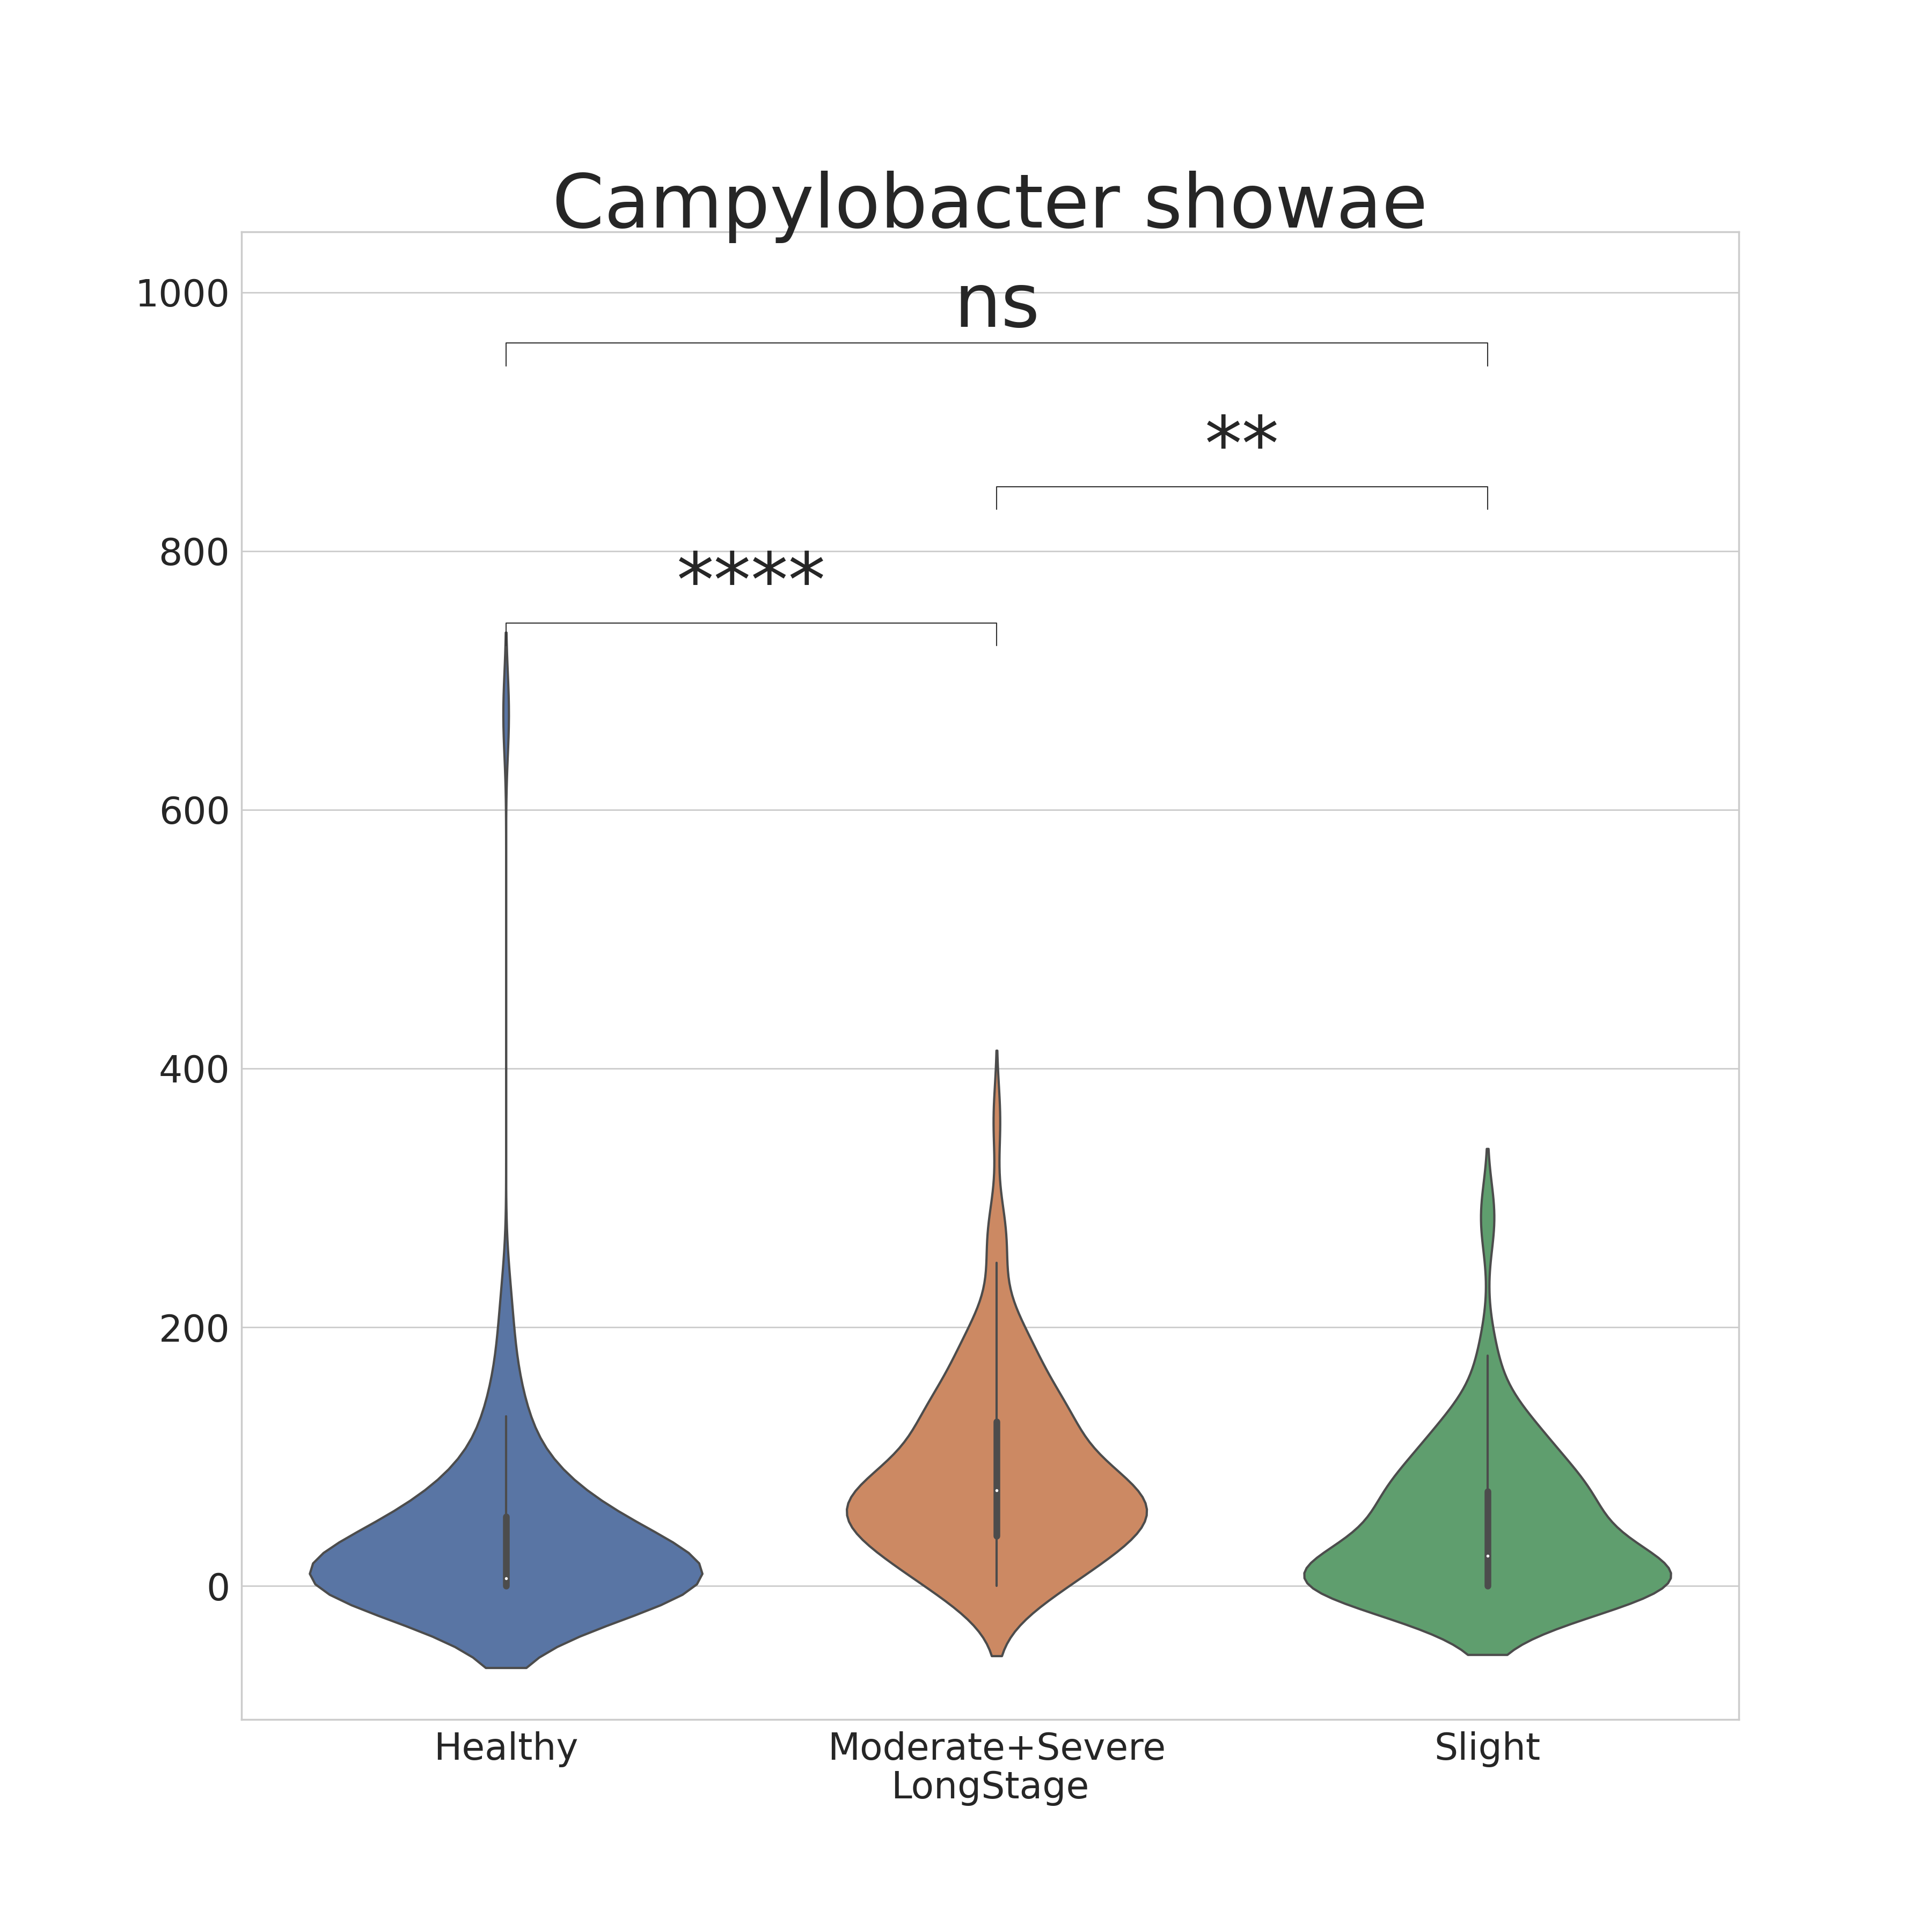 Campylobacter showae
ns
**
****
1000
800
600
400
200
0
Healthy
Moderate+Severe
Slight
LongStage